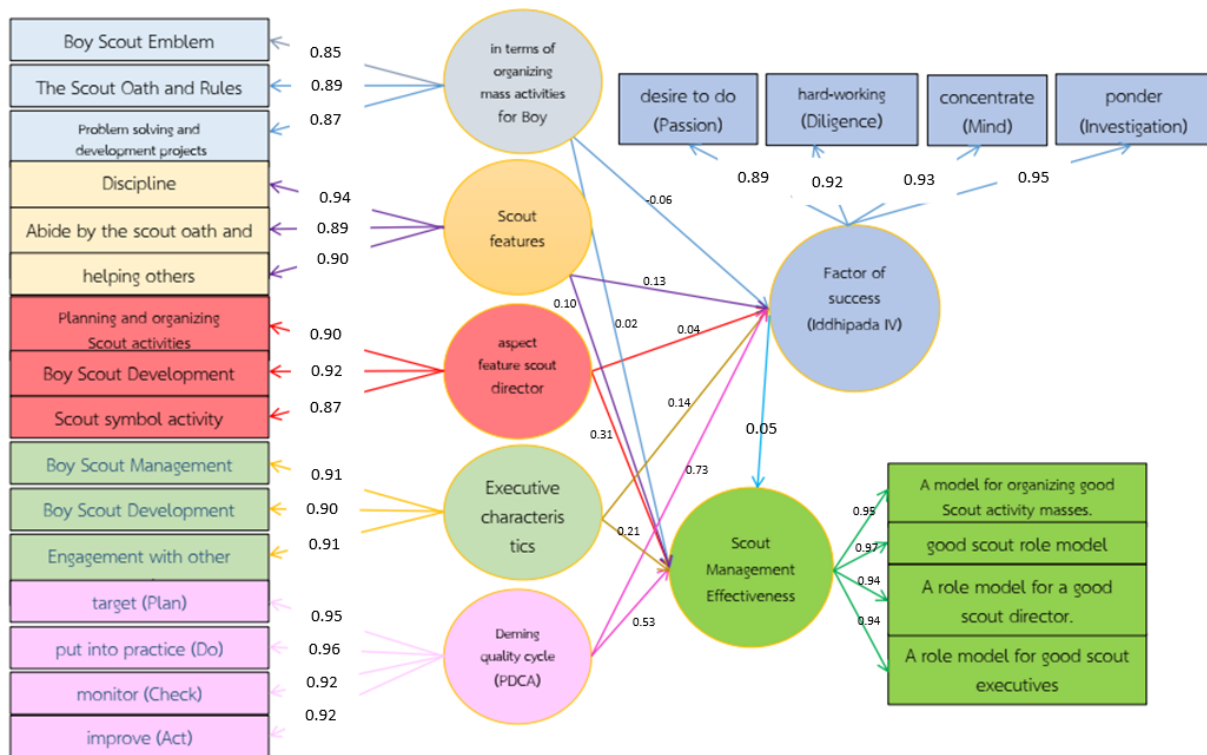 Boy Scout Emblem
The Scout Oath and Rules
Problem solving and
development projects
Discipline
Abide by the scout oath and
helping others
Planning and organizing
Scout activities
Boy Scout Development
Scout symbol activity
Boy Scout Management
Boy Scout Development
Engagement with other
target (Plan)
put into practice (Do)
monitor (Check)
improve (Act)
0.85
0.89
0.87
0.94
0.89
0.90
0.90
0.92
0.87
0.91
0.90
0.91
0.95
0.96
0.92
0.92
in terms of
organizing
mass activities
for Boy
Scout
features
aspect
feature scout
director
Executive
characteris
tics
Deming
quality cycle
(PDCA)
-0.06
0.13
0.10
0.02
0.04
0.14
0.31
0.73
0.21
0.53
0.05
desire to do
(Passion)
hard-working
(Diligence)
concentrate
(Mind)
ponder
(Investigation)
0.89
0.92
0.93
0.95
Factor of
success
(Iddhipada IV)
Scout
Management
Effectiveness
0.95
0.97
0.94
0.94
A model for organizing good
Scout activity masses.
good scout role model
A role model for a good
scout director.
A role model for good scout
executives